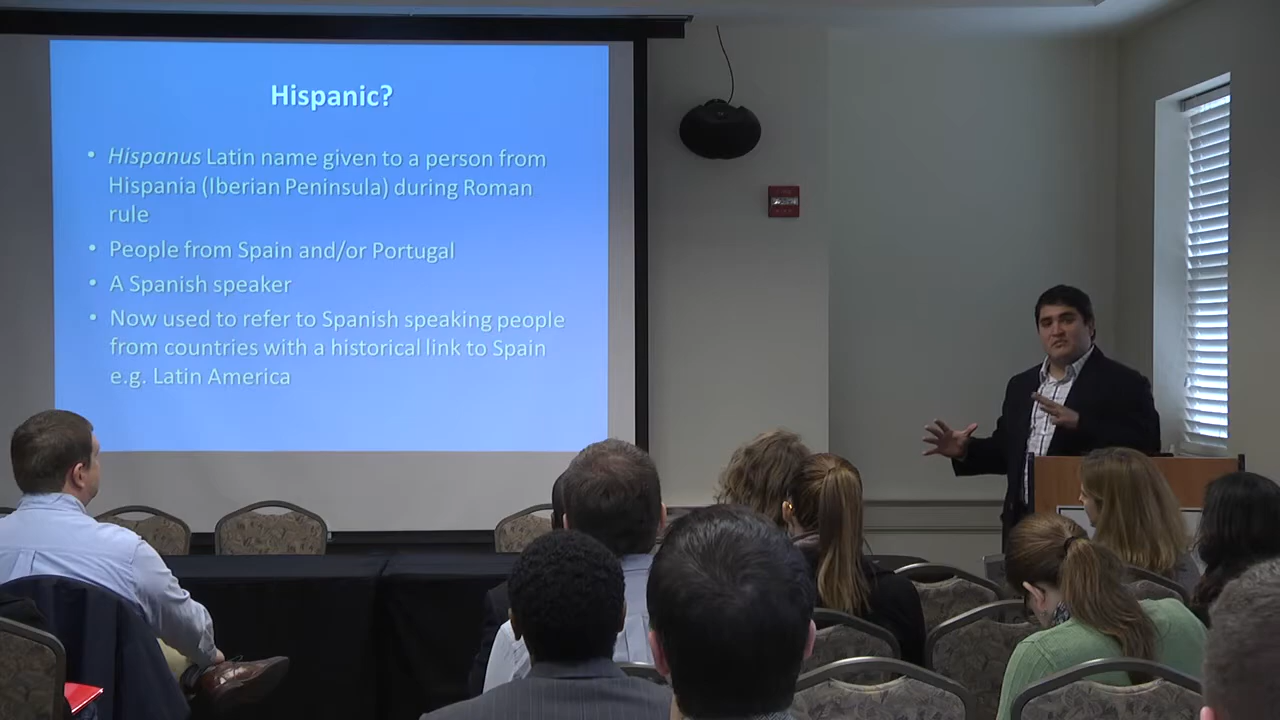 Hispanic?
• Hispanus Latin name given to a person from
Hispania (Iberian Peninsula) during Roman
rule
• People from Spain and/or Portugal
• A Spanish speaker
• Now used to refer to Spanish speaking people
from countries with a historical link to Spain
e.g. Latin America